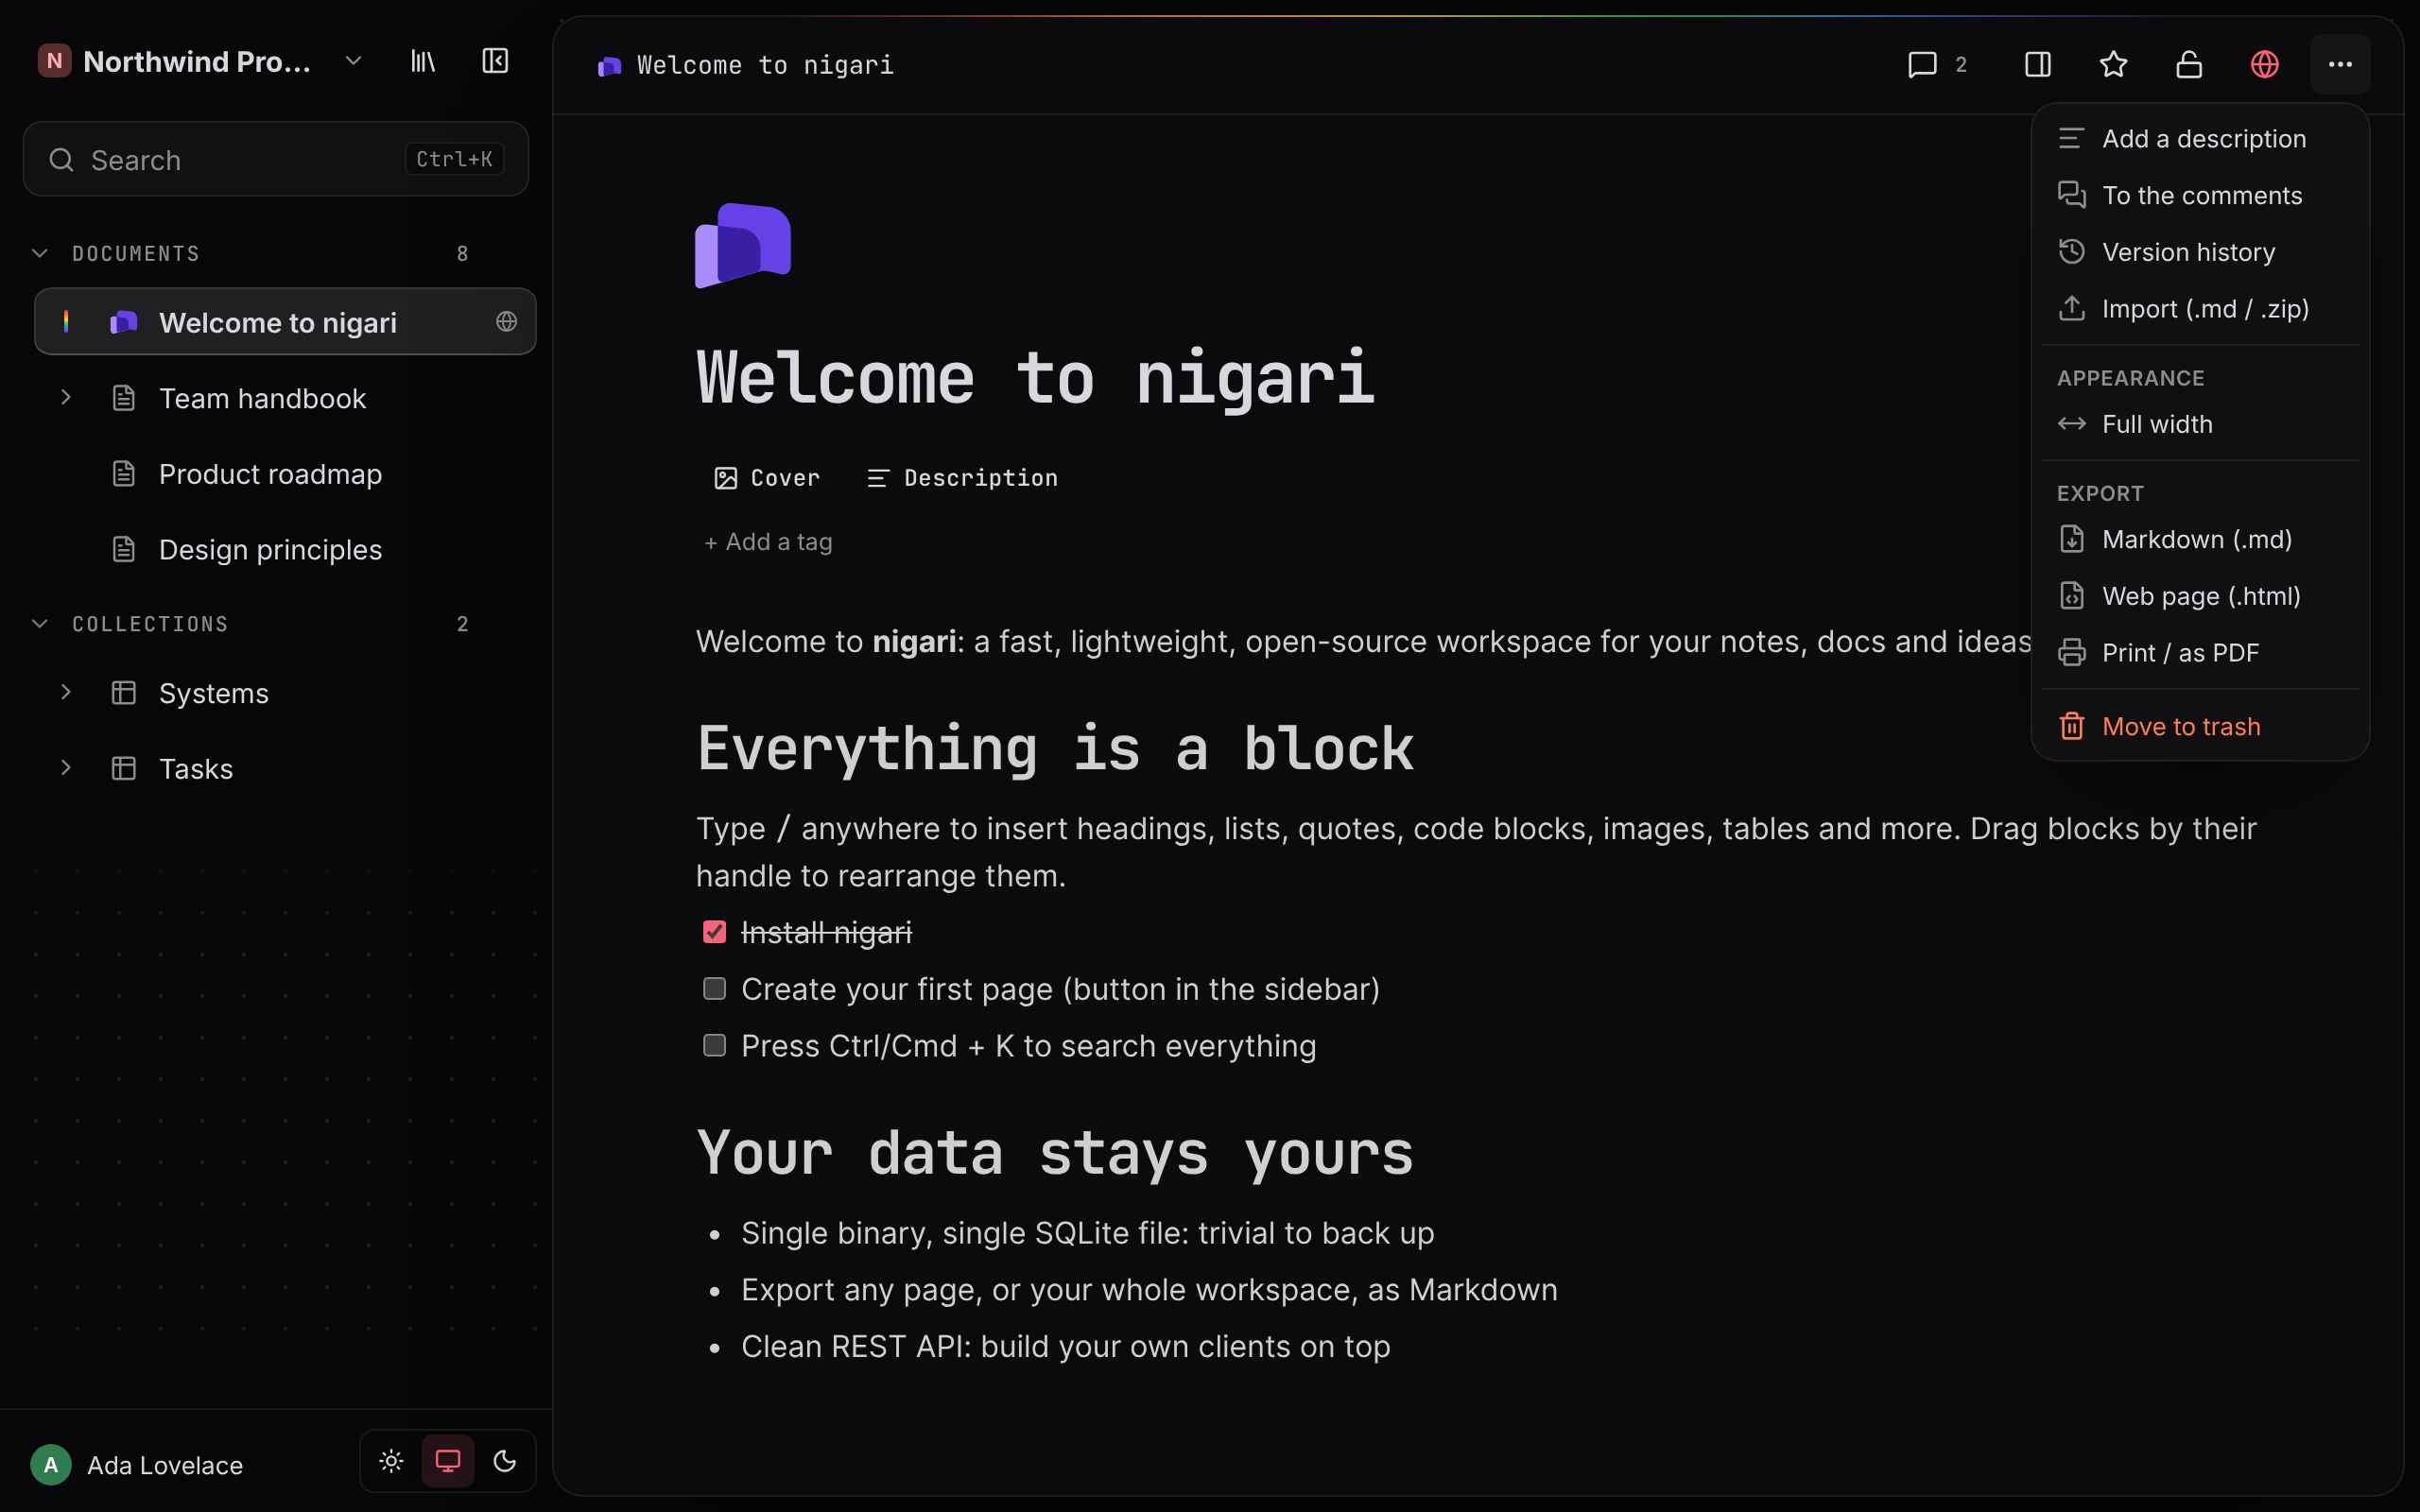 N Northwind Pro...
Search Ctrl+K
DOCUMENTS 8
Welcome to nigari
Team handbook
Product roadmap
Design principles
COLLECTIONS 2
Systems
Tasks
A Ada Lovelace
Welcome to nigari
2
Welcome to nigari
Cover Description
+ Add a tag
Welcome to nigari: a fast, lightweight, open-source workspace for your notes, docs and ideas
Everything is a block
Type / anywhere to insert headings, lists, quotes, code blocks, images, tables and more. Drag blocks by their
handle to rearrange them.
Install nigari
Create your first page (button in the sidebar)
Press Ctrl/Cmd + K to search everything
Your data stays yours
• Single binary, single SQLite file: trivial to back up
• Export any page, or your whole workspace, as Markdown
• Clean REST API: build your own clients on top
Add a description
To the comments
Version history
Import (.md / .zip)
APPEARANCE
Full width
EXPORT
Markdown (.md)
Web page (.html)
Print / as PDF
Move to trash